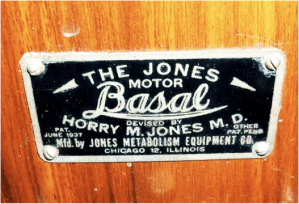 THE JONES
MOTOR
Basal
DEVISED BY
HORRY M. JONES M. D.
PAT. JUNE 1937
OTHER PAT. PEND.
Mfd. by JONES METABOLISM EQUIPMENT CO.
CHICAGO 12, ILLINOIS